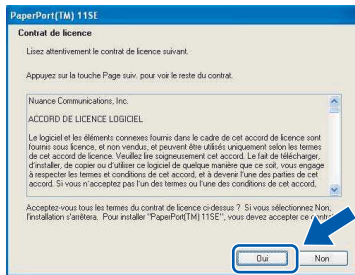 PaperPort(TM) 11SE
Contrat de licence
Lisez attentivement le contrat de licence suivant.
Appuyez sur la touche Page suiv. pour voir le reste du contrat.
Nuance Communications, Inc.
ACCORD DE LICENCE LOGICIEL
Le logiciel et les éléments connexes fournis dans le cadre de cet accord de licence sont
fournis sous licence, et non vendus, et peuvent être utilisés uniquement selon les termes
de cet accord de licence. Veuillez lire soigneusement cet accord. Le fait de télécharger,
d'installer, de copier ou d'utiliser ce logiciel de quelque manière que ce soit, vous engage
à respecter les termes et conditions de cet accord, et à devenir l'une des parties de cet
accord. Si vous n'acceptez pas l'un des termes ou l'une des conditions de cet accord,
Acceptez-vous tous les termes du contrat de licence ci-dessus ? Si vous sélectionnez Non,
l'installation s'arrêtera. Pour installer "PaperPort(TM) 11SE", vous devez accepter ce
Oui
Non